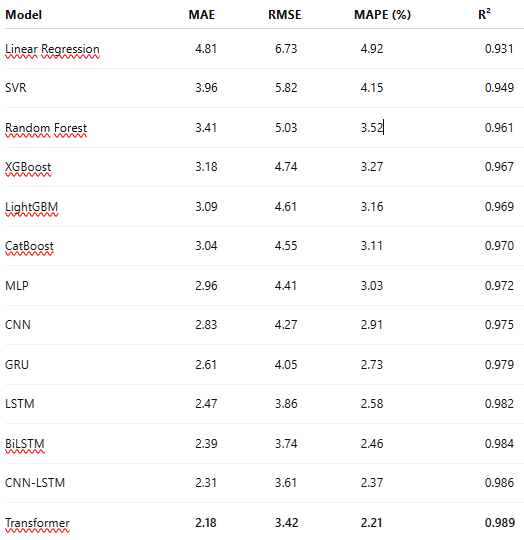 Model MAE RMSE MAPE (%) R²
Linear Regression 4.81 6.73 4.92 0.931
SVR 3.96 5.82 4.15 0.949
Random Forest 3.41 5.03 3.52 0.961
XGBoost 3.18 4.74 3.27 0.967
LightGBM 3.09 4.61 3.16 0.969
CatBoost 3.04 4.55 3.11 0.970
MLP 2.96 4.41 3.03 0.972
CNN 2.83 4.27 2.91 0.975
GRU 2.61 4.05 2.73 0.979
LSTM 2.47 3.86 2.58 0.982
BiLSTM 2.39 3.74 2.46 0.984
CNN-LSTM 2.31 3.61 2.37 0.986
Transformer 2.18 3.42 2.21 0.989